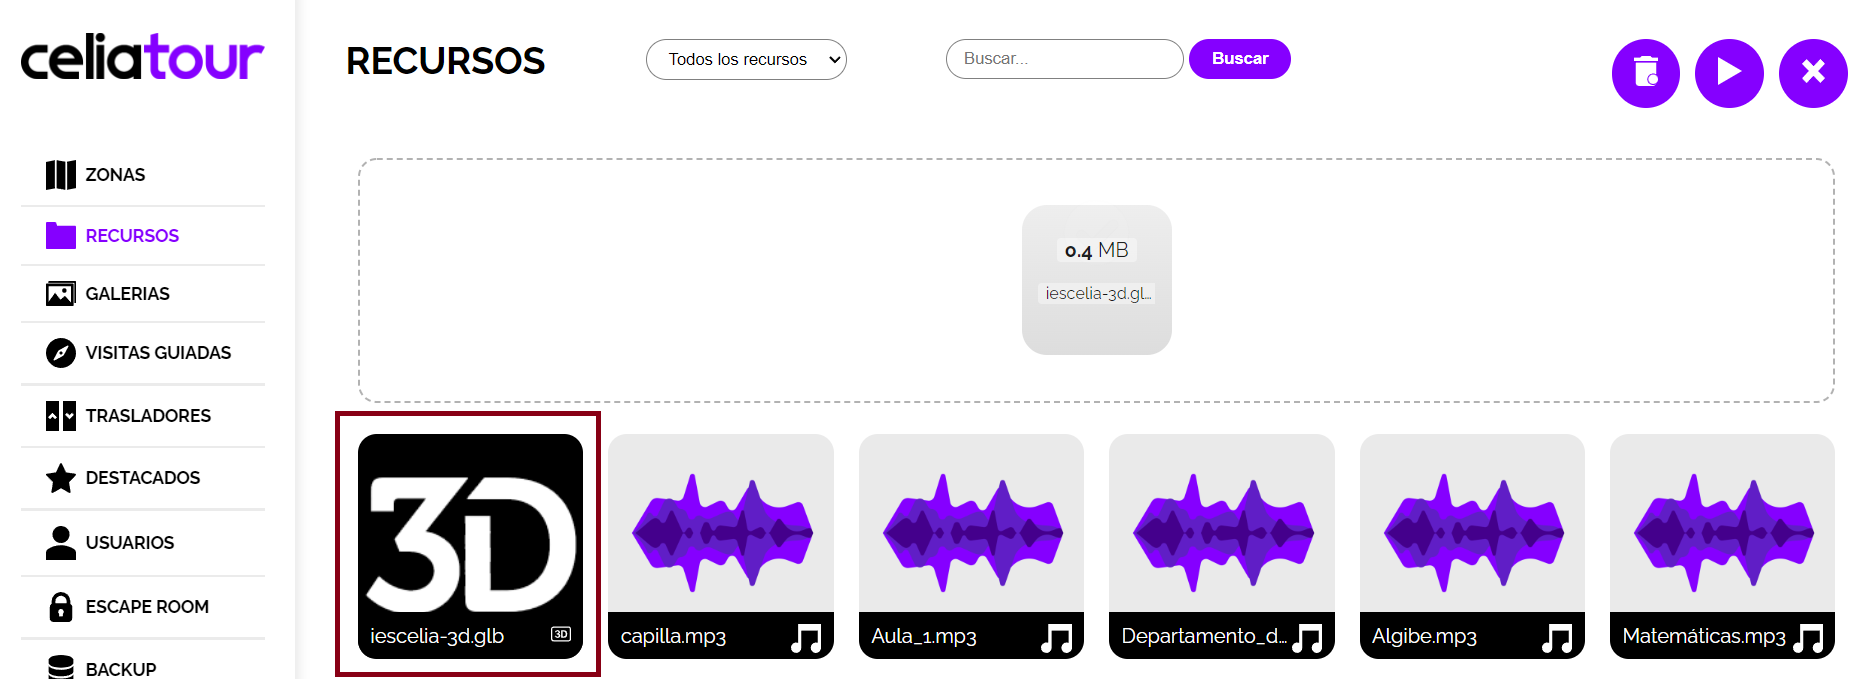 celiatour
ZONAS
RECURSOS
GALERIAS
VISITAS GUIADAS
TRASLADORES
DESTACADOS
USUARIOS
ESCAPE ROOM
BACKUP
RECURSOS
Todos los recursos
Buscar...
Buscar
0.4 MB
iescelia-3d.gl...
3D
iescelia-3d.glb
3D
capilla.mp3
Aula_1.mp3
Departamento_d...
Algibe.mp3
Matemáticas.mp3